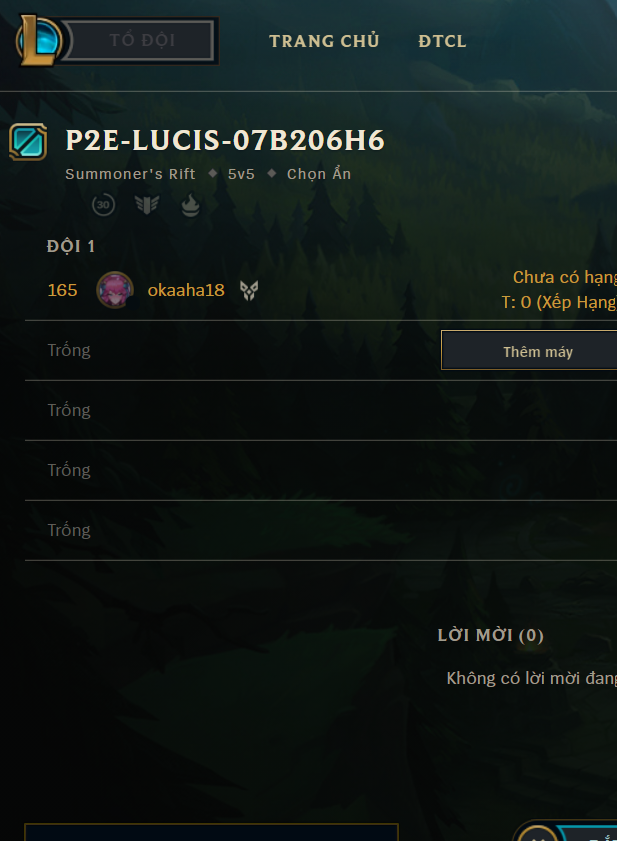 TỔ ĐỘI
TRANG CHỦ
ĐTCL
P2E-LUCIS-07B206H6
Summoner's Rift ◆ 5v5 ◆ Chọn Ẩn
30
ĐỘI 1
165 okaaha18
Chưa có hạng
T: 0 (Xếp Hạng
Trống
Thêm máy
Trống
Trống
Trống
LỜI MỜI (0)
Không có lời mời đang